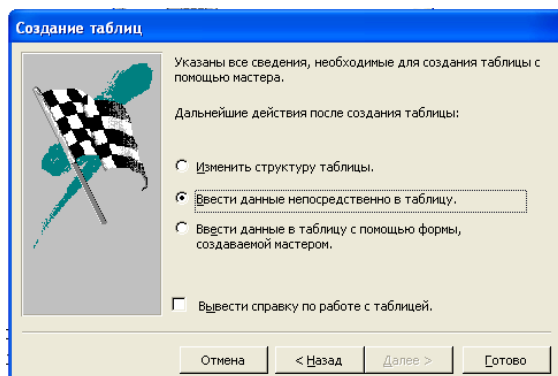 Создание таблиц
Указаны все сведения, необходимые для создания таблицы с
помощью мастера.
Дальнейшие действия после создания таблицы:
Изменить структуру таблицы.
Ввести данные непосредственно в таблицу.
Ввести данные в таблицу с помощью формы,
создаваемой мастером.
Вывести справку по работе с таблицей.
Отмена
< Назад
Далее >
Готово